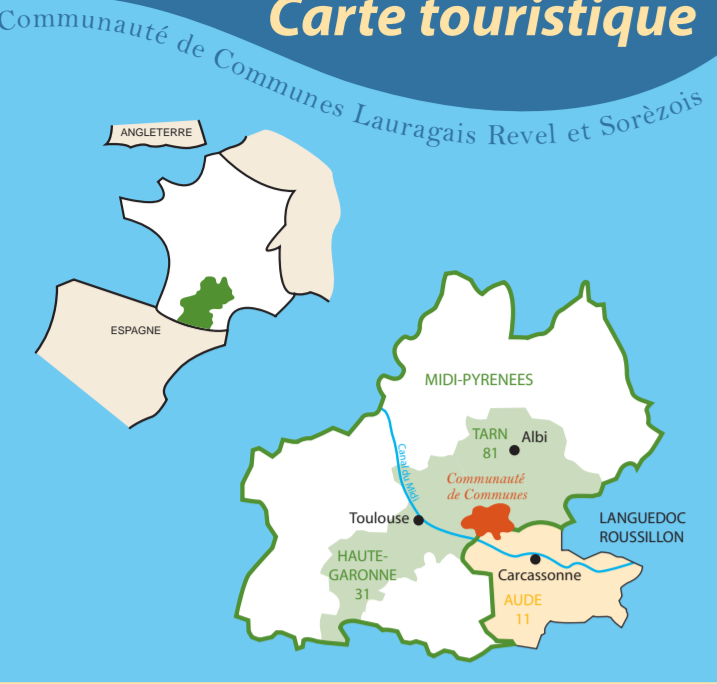 Carte touristique
Communauté de Communes Lauragais Revel et Sorèzois
ANGLETERRE
ESPAGNE
MIDI-PYRENEES
TARN
81
Albi
Canal du Midi
Communauté
de Communes
Toulouse
LANGUEDOC
ROUSSILLON
HAUTE-
GARONNE
31
Carcassonne
AUDE
11